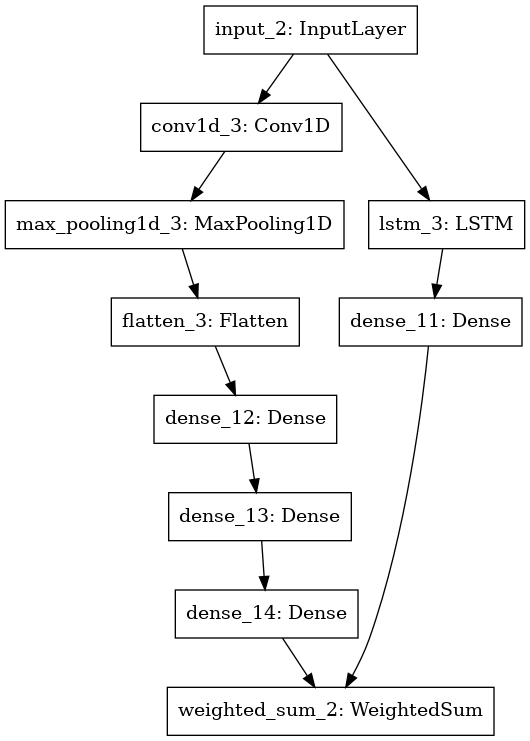 input_2: InputLayer
conv1d_3: Conv1D
max_pooling1d_3: MaxPooling1D
lstm_3: LSTM
flatten_3: Flatten
dense_11: Dense
dense_12: Dense
dense_13: Dense
dense_14: Dense
weighted_sum_2: WeightedSum